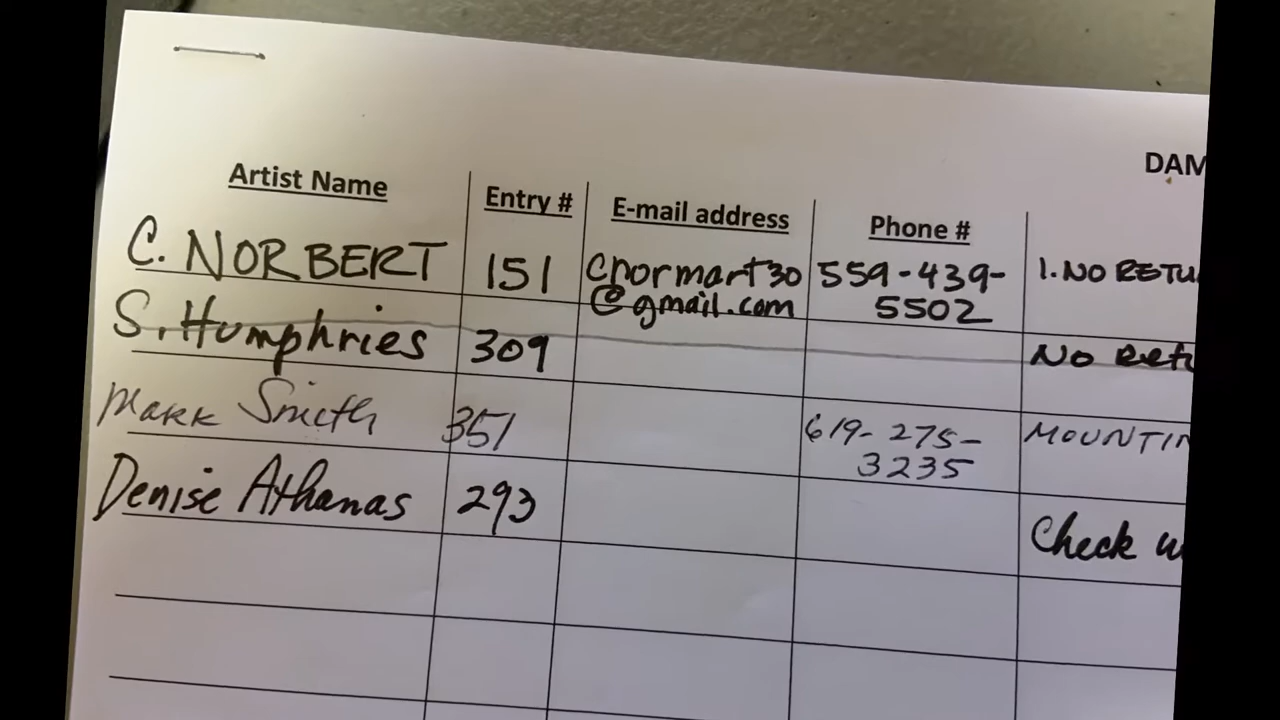 DAM
Artist Name Entry # E-mail address Phone #
C. NORBERT 151 cnormart30 559-439- 1. NO RETU
@gmail.com 5502
S. Humphries 309 No Retu
Mark Smith 351 619-275- MOUNTIN
3235
Denise Athanas 293 Check w